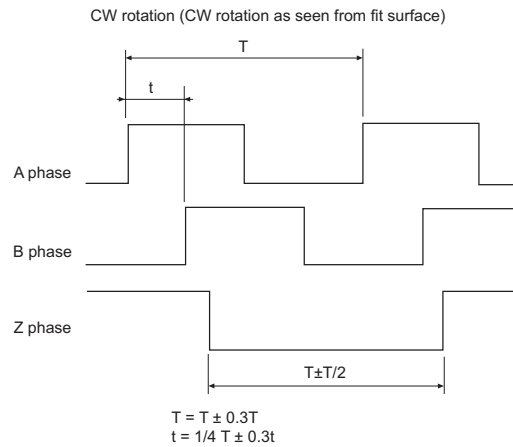 CW rotation (CW rotation as seen from fit surface)
T
t
A phase
B phase
Z phase
T±T/2
T = T ± 0.3T
t = 1/4 T ± 0.3t